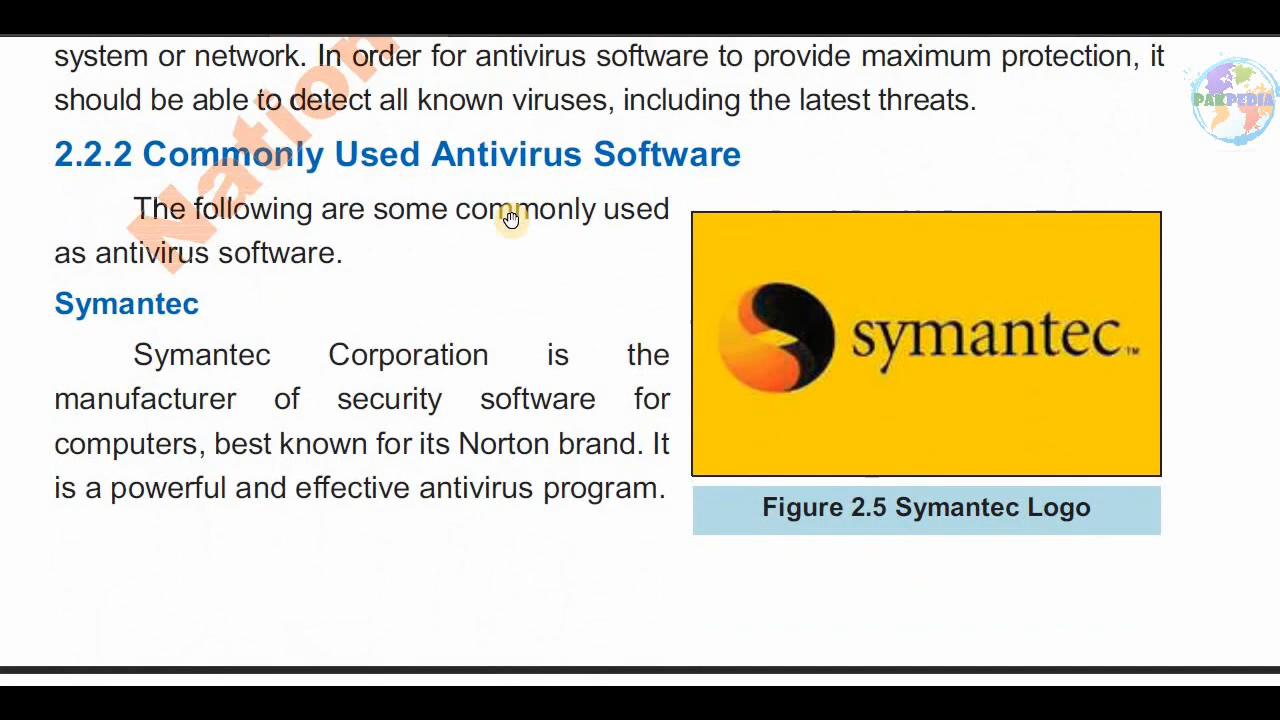 system or network. In order for antivirus software to provide maximum protection, it
should be able to detect all known viruses, including the latest threats.
PAKPEDIA
2.2.2 Commonly Used Antivirus Software
The following are some commonly used
as antivirus software.
Symantec
Symantec Corporation is the
manufacturer of security software for
computers, best known for its Norton brand. It
is a powerful and effective antivirus program.
symantec™
Figure 2.5 Symantec Logo
Nation